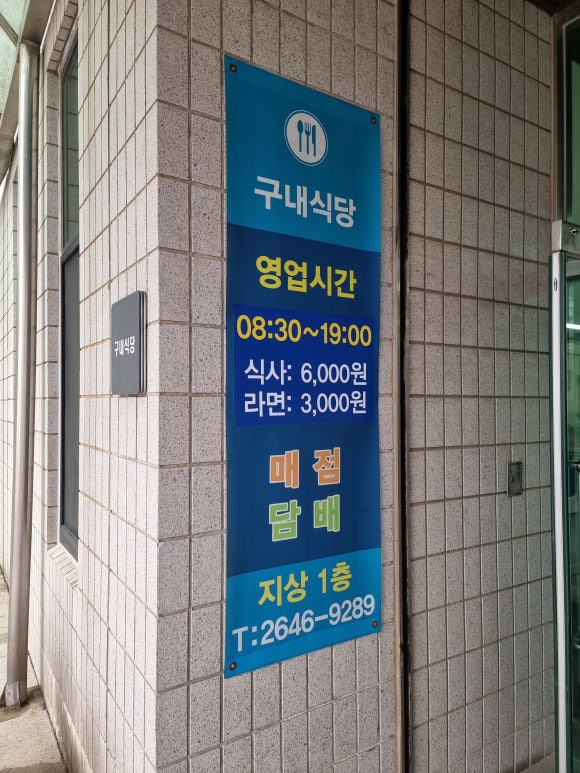 구내식당
구내식당
영업시간
08:30~19:00
식사: 6,000원
라면: 3,000원
매 점
담 배
지상 1층
T:2646-9289